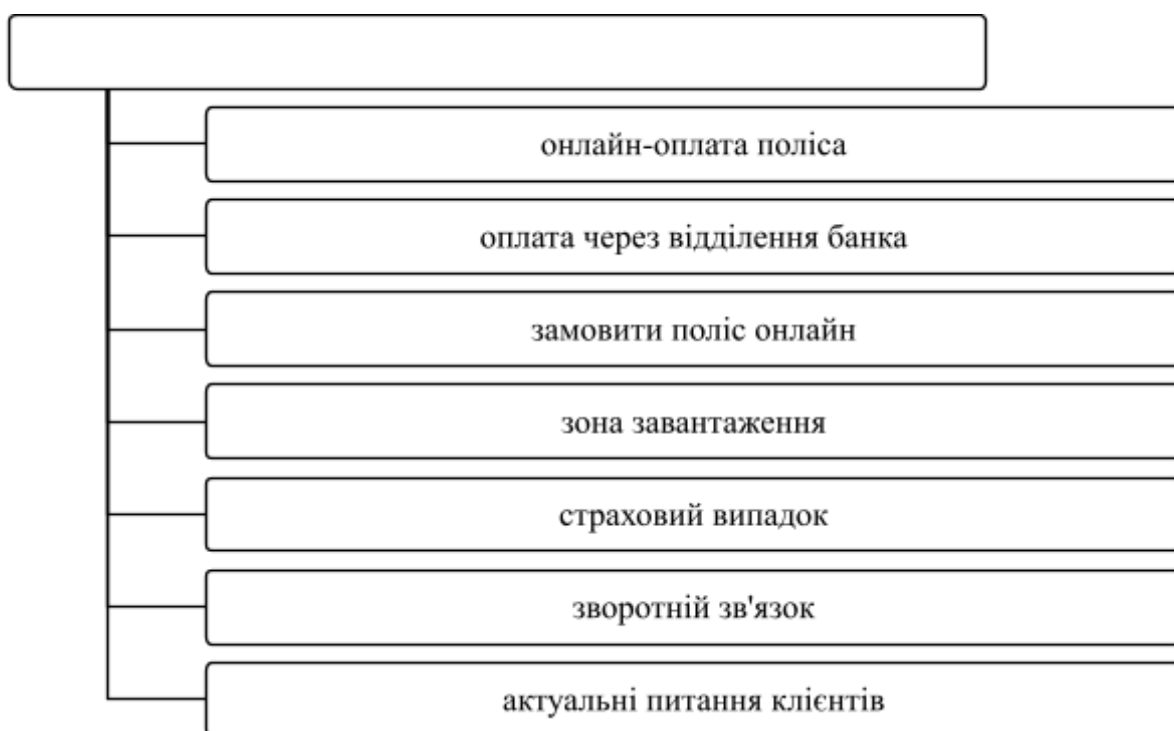 онлайн-оплата поліса
оплата через відділення банка
замовити поліс онлайн
зона завантаження
страховий випадок
зворотній зв'язок
актуальні питання клієнтів